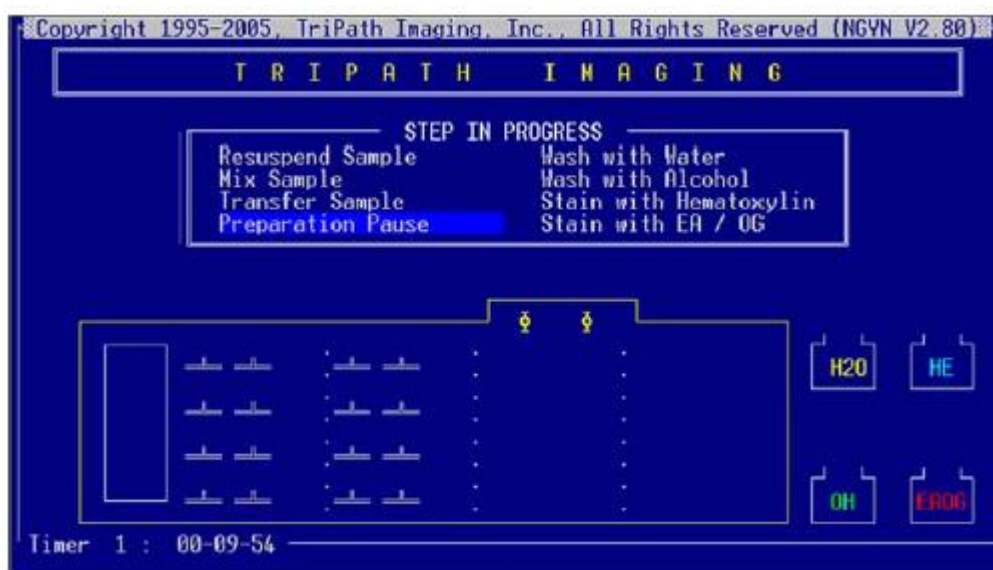 Copyright 1995-2005, TriPath Imaging, Inc., All Rights Reserved (NGYN V2.80)
TRIPATH IMAGING
STEP IN PROGRESS
Resuspend Sample Wash with Water
Mix Sample Wash with Alcohol
Transfer Sample Stain with Hematoxylin
Preparation Pause Stain with EA / OG
H2O HE
OH EAOG
Timer 1 : 00-09-54